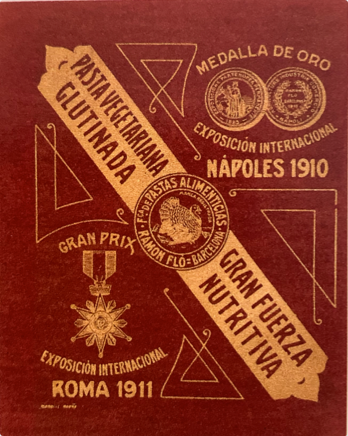 PASTA VEGETARIANA
GLUTINADA
MEDALLA DE ORO
EXPOSICIÓN INTERNACIONAL
NÁPOLES 1910
Fca DE PASTAS ALIMENTICIAS
RAMON FLÓ=BARCELONA
GRAN FUERZA
NUTRITIVA
GRAN PRIX
EXPOSICIÓN INTERNACIONAL
ROMA 1911